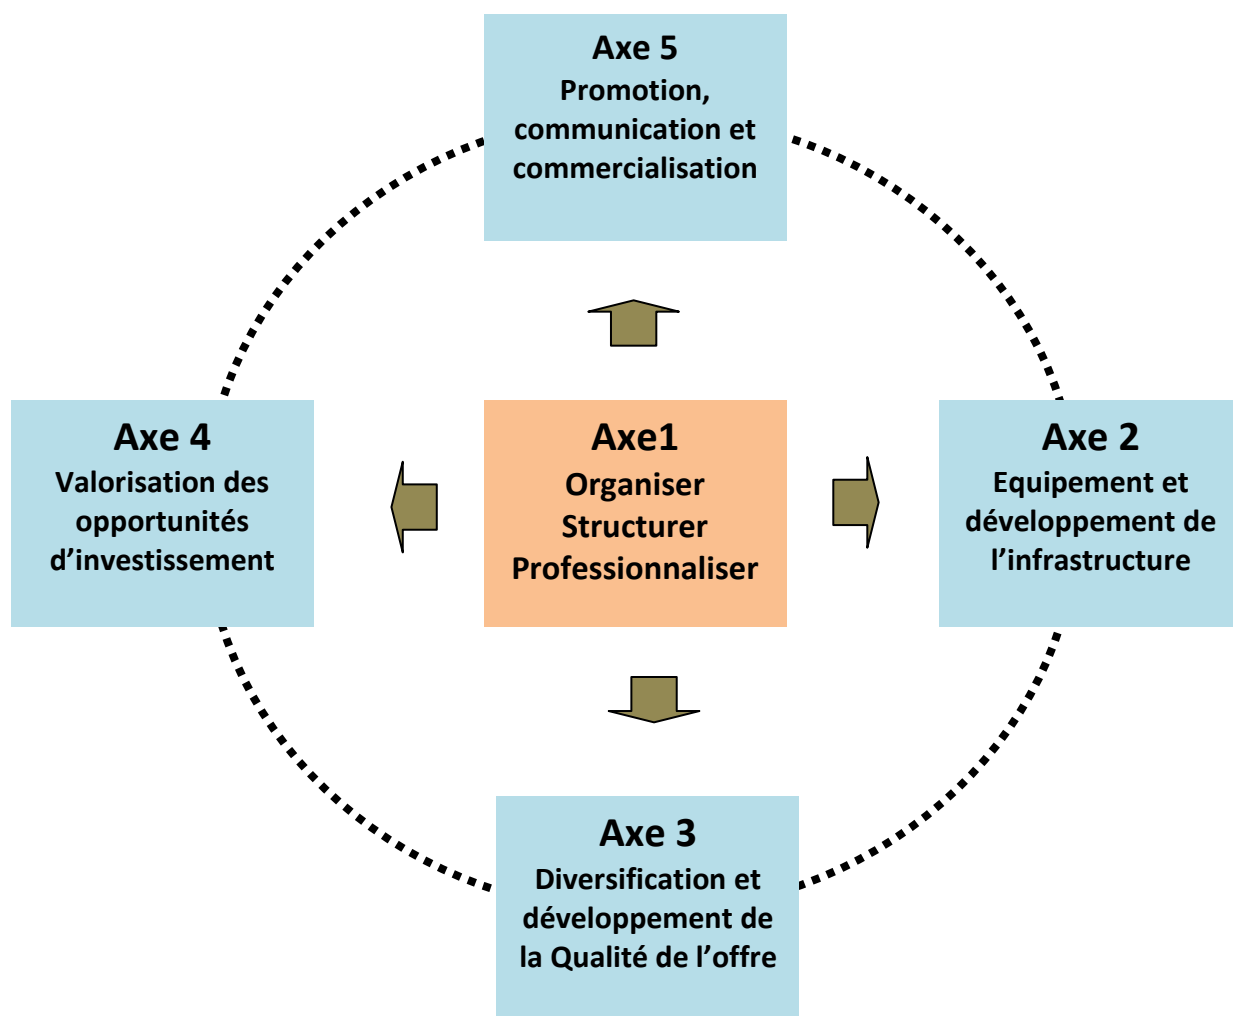 Axe 5
Promotion,
communication et
commercialisation
Axe 4
Valorisation des
opportunités
d’investissement
Axe1
Organiser
Structurer
Professionnaliser
Axe 2
Equipement et
développement de
l’infrastructure
Axe 3
Diversification et
développement de
la Qualité de l’offre